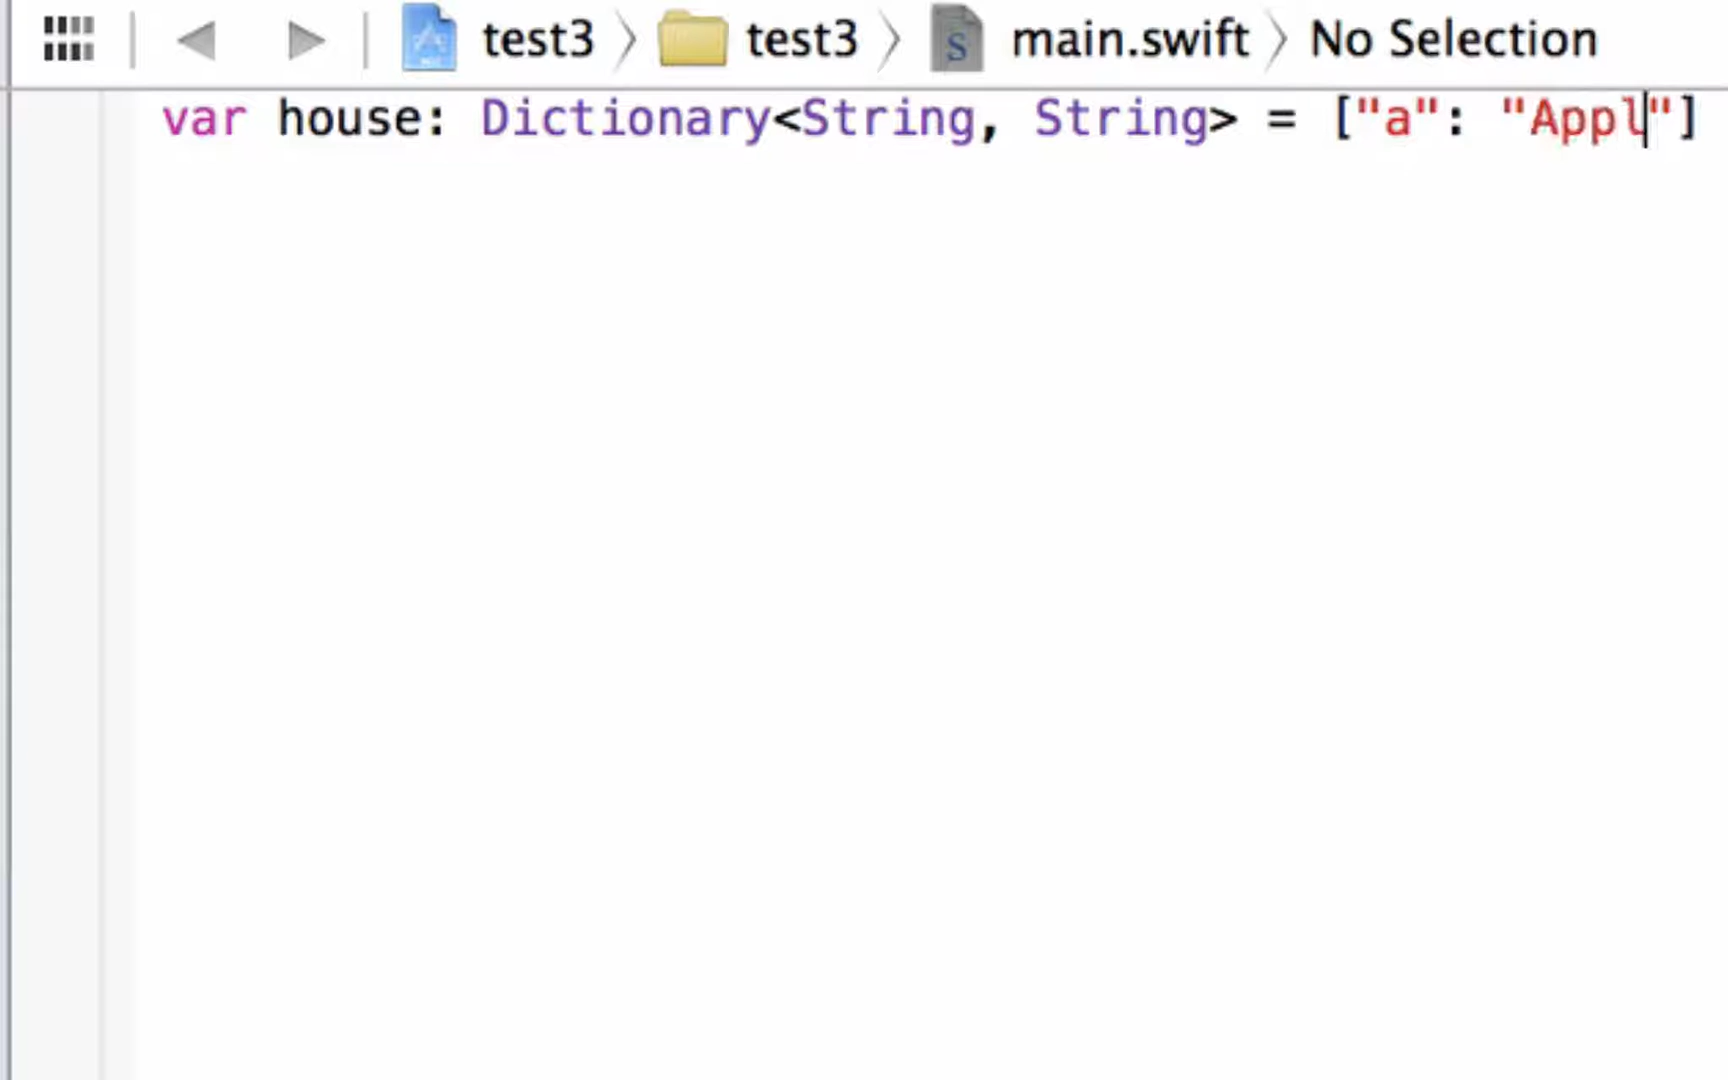 test3 〉 test3 〉 main.swift 〉 No Selection
var house: Dictionary<String, String> = ["a": "Appl"]